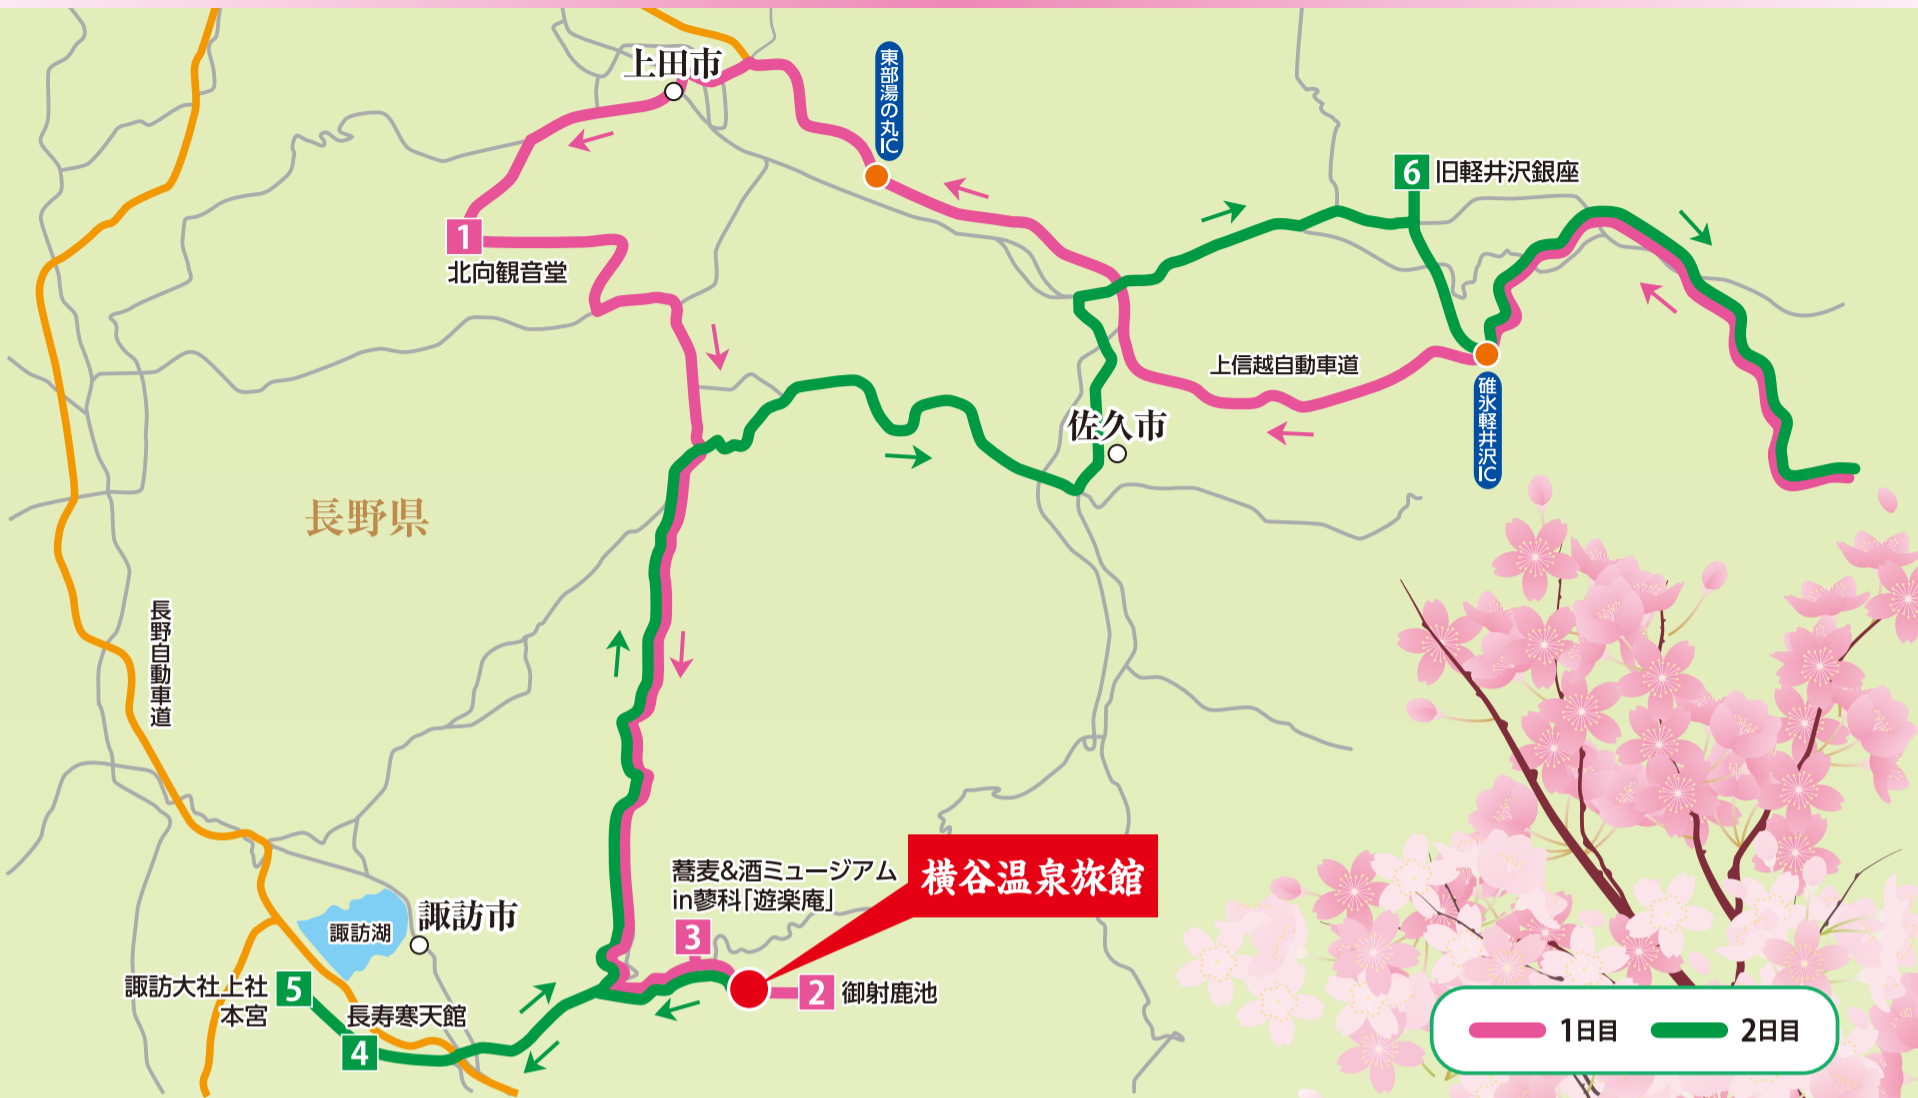 上田市
東部湯の丸IC
6 旧軽井沢銀座
1
北向観音堂
上信越自動車道
碓氷軽井沢IC
佐久市
長野県
長野自動車道
蕎麦&酒ミュージアム
in蓼科「遊楽庵」
3
横谷温泉旅館
諏訪市
諏訪湖
2 御射鹿池
諏訪大社上社
本宮
5
長寿寒天館
4
1日目 2日目